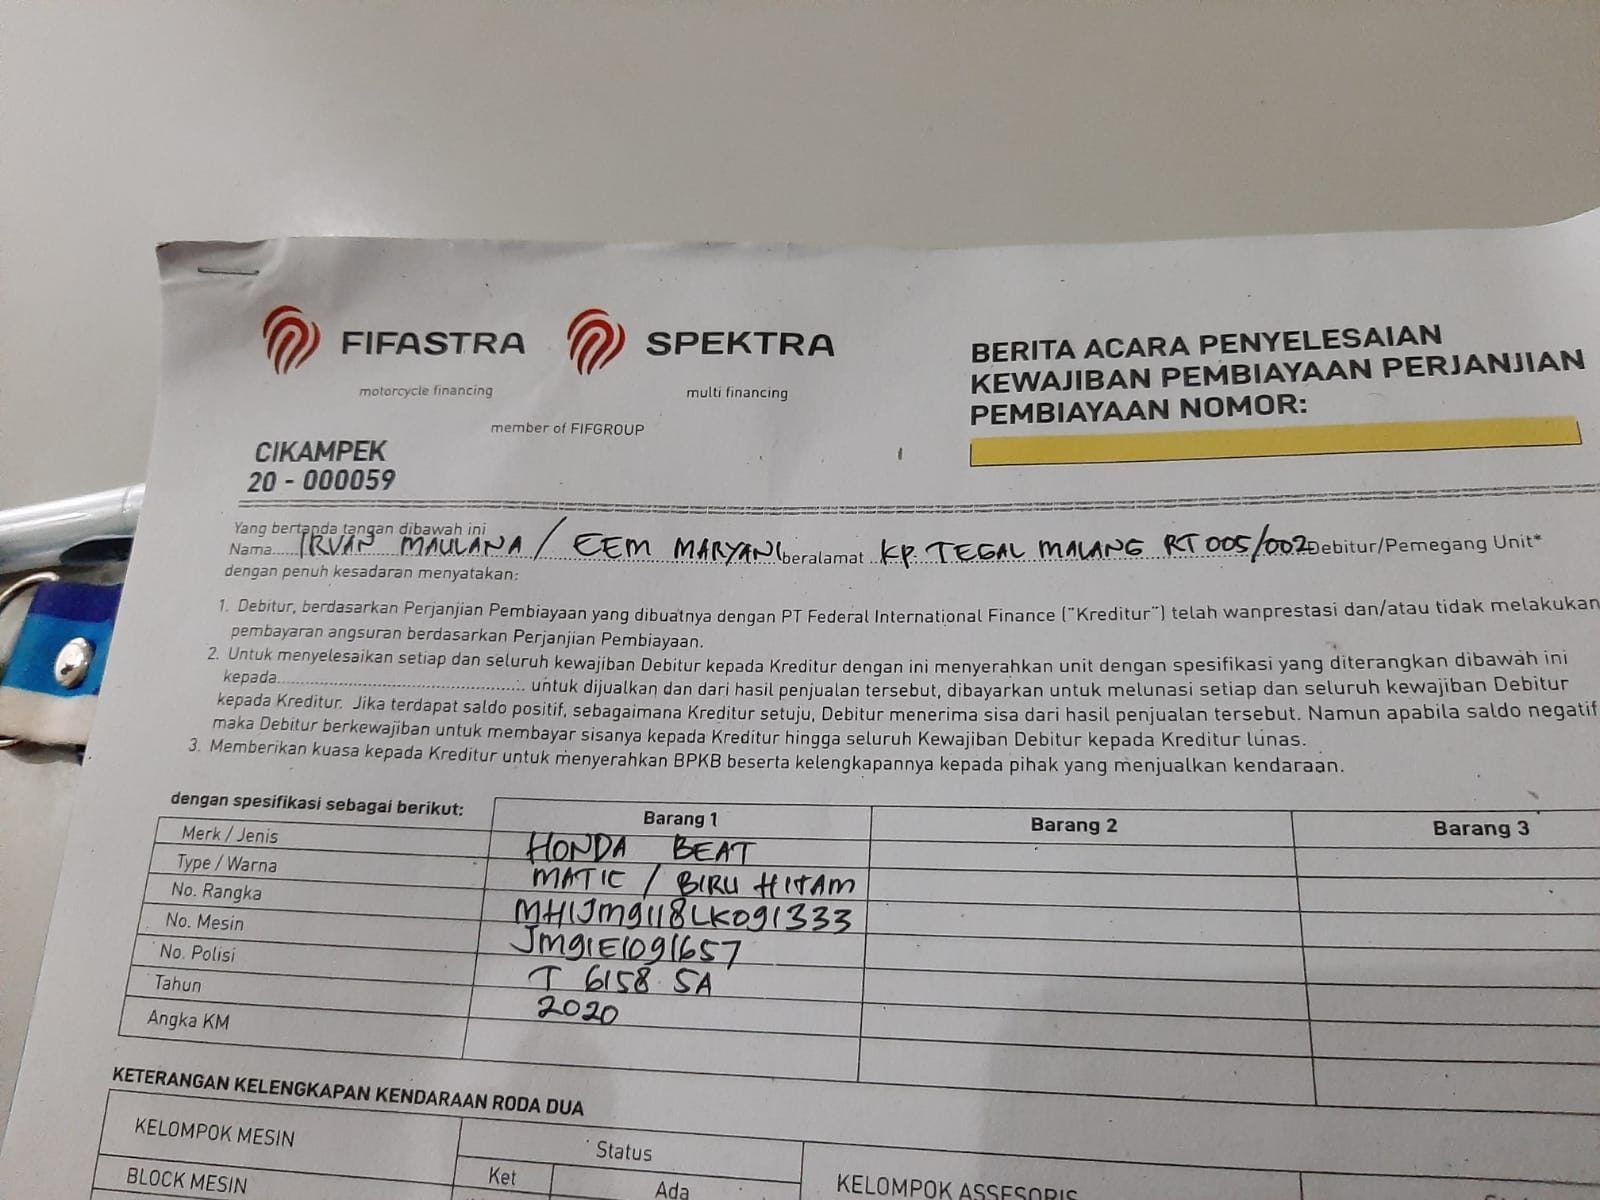 FIFASTRA SPEKTRA
motorcycle financing multi financing
member of FIFGROUP
CIKAMPEK
20 - 000059
BERITA ACARA PENYELESAIAN
KEWAJIBAN PEMBIAYAAN PERJANJIAN
PEMBIAYAAN NOMOR:
Yang bertanda tangan dibawah ini
Nama.....IRVAN MAULANA / EEM MARYANI beralamat ..KP. TEGAL MALANG RT 005/002 Debitur/Pemegang Unit*
dengan penuh kesadaran menyatakan:
1. Debitur, berdasarkan Perjanjian Pembiayaan yang dibuatnya dengan PT Federal International Finance ("Kreditur") telah wanprestasi dan/atau tidak melakukan
pembayaran angsuran berdasarkan Perjanjian Pembiayaan.
2. Untuk menyelesaikan setiap dan seluruh kewajiban Debitur kepada Kreditur dengan ini menyerahkan unit dengan spesifikasi yang diterangkan dibawah ini
kepada............................................. untuk dijualkan dan dari hasil penjualan tersebut, dibayarkan untuk melunasi setiap dan seluruh kewajiban Debitur
kepada Kreditur. Jika terdapat saldo positif, sebagaimana Kreditur setuju, Debitur menerima sisa dari hasil penjualan tersebut. Namun apabila saldo negatif
maka Debitur berkewajiban untuk membayar sisanya kepada Kreditur hingga seluruh Kewajiban Debitur kepada Kreditur lunas.
3. Memberikan kuasa kepada Kreditur untuk menyerahkan BPKB beserta kelengkapannya kepada pihak yang menjualkan kendaraan.
dengan spesifikasi sebagai berikut: Barang 1 Barang 2 Barang 3
Merk / Jenis HONDA BEAT
Type / Warna MATIC / BIRU HITAM
No. Rangka MH1JM9118LK091333
No. Mesin JM91E1091657
No. Polisi T 6158 SA
Tahun 2020
Angka KM
KETERANGAN KELENGKAPAN KENDARAAN RODA DUA
KELOMPOK MESIN Status KELOMPOK ASSESORIS
Ket Ada
BLOCK MESIN